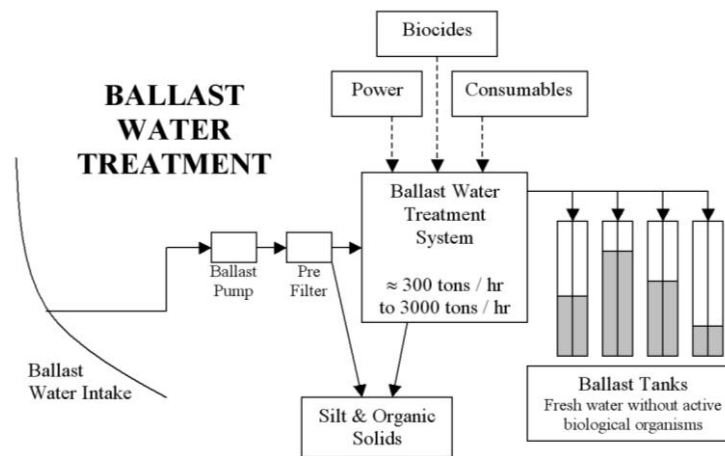 Biocides
Power
Consumables
BALLAST
WATER
TREATMENT
Ballast Water
Treatment
System
≈ 300 tons / hr
to 3000 tons / hr
Ballast
Pump
Pre
Filter
Ballast
Water Intake
Silt & Organic
Solids
Ballast Tanks
Fresh water without active
biological organisms